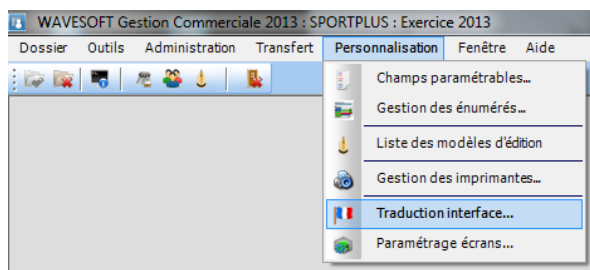 WAVESOFT Gestion Commerciale 2013 : SPORTPLUS : Exercice 2013
Dossier Outils Administration Transfert Personnalisation Fenêtre Aide
Champs paramétrables...
Gestion des énumérés...
Liste des modèles d'édition
Gestion des imprimantes...
Traduction interface...
Paramétrage écrans...